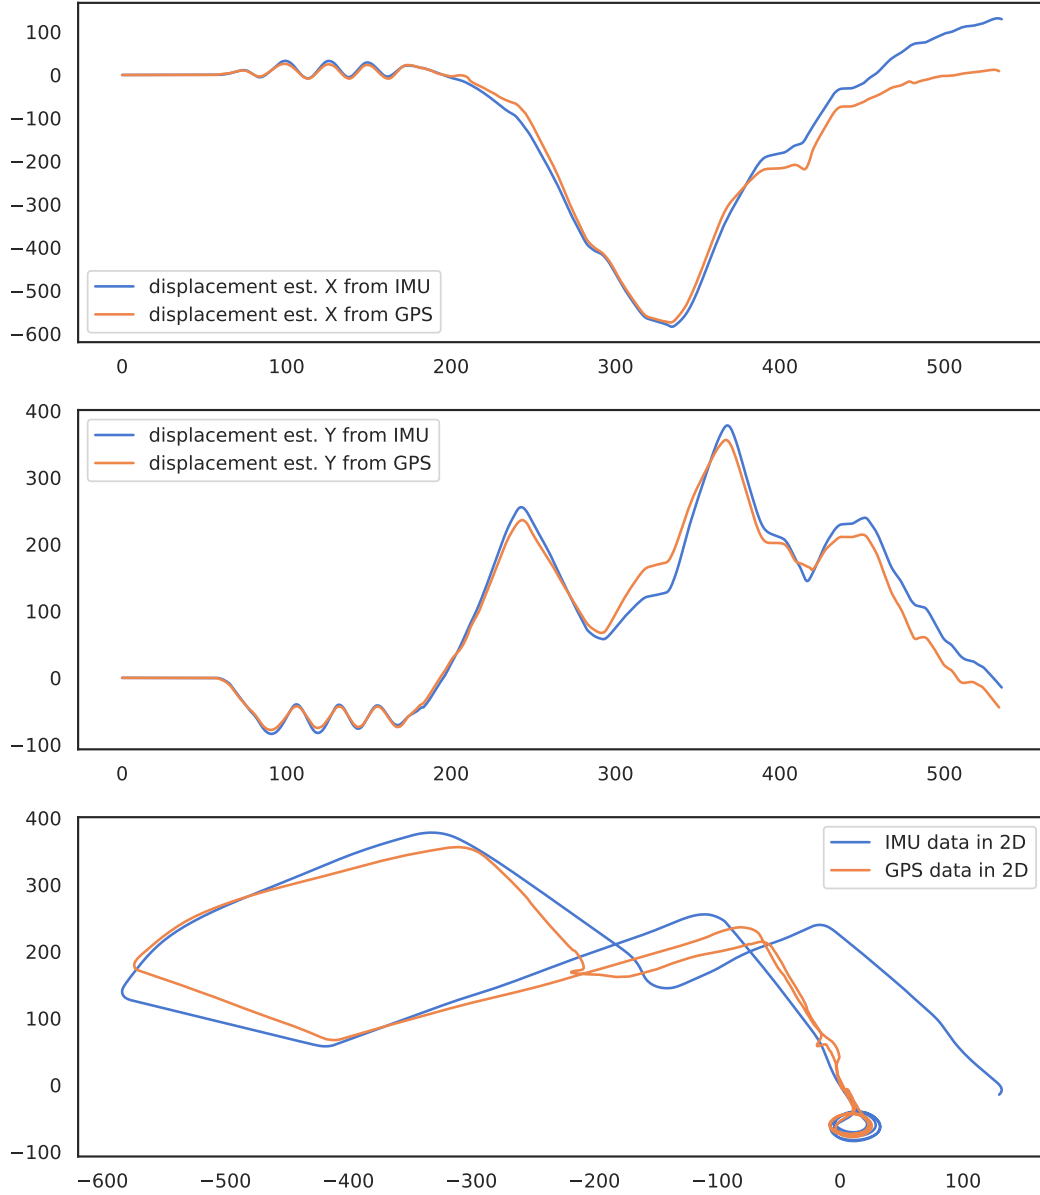 100
0
−100
−200
−300
−400
−500
−600
displacement est. X from IMU
displacement est. X from GPS
0 100 200 300 400 500
400
300
200
100
0
−100
displacement est. Y from IMU
displacement est. Y from GPS
0 100 200 300 400 500
400
300
200
100
0
−100
IMU data in 2D
GPS data in 2D
−600 −500 −400 −300 −200 −100 0 100